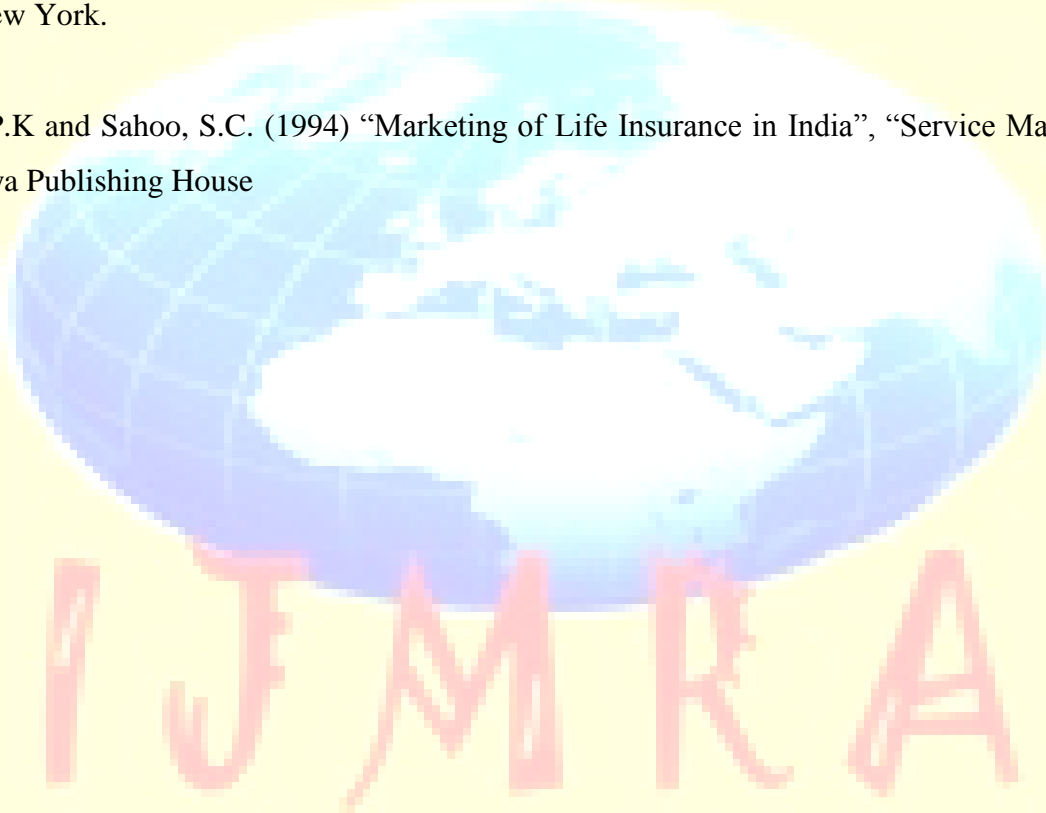 ew York.
P.K and Sahoo, S.C. (1994) “Marketing of Life Insurance in India”, “Service Ma
ya Publishing House
IJMRA